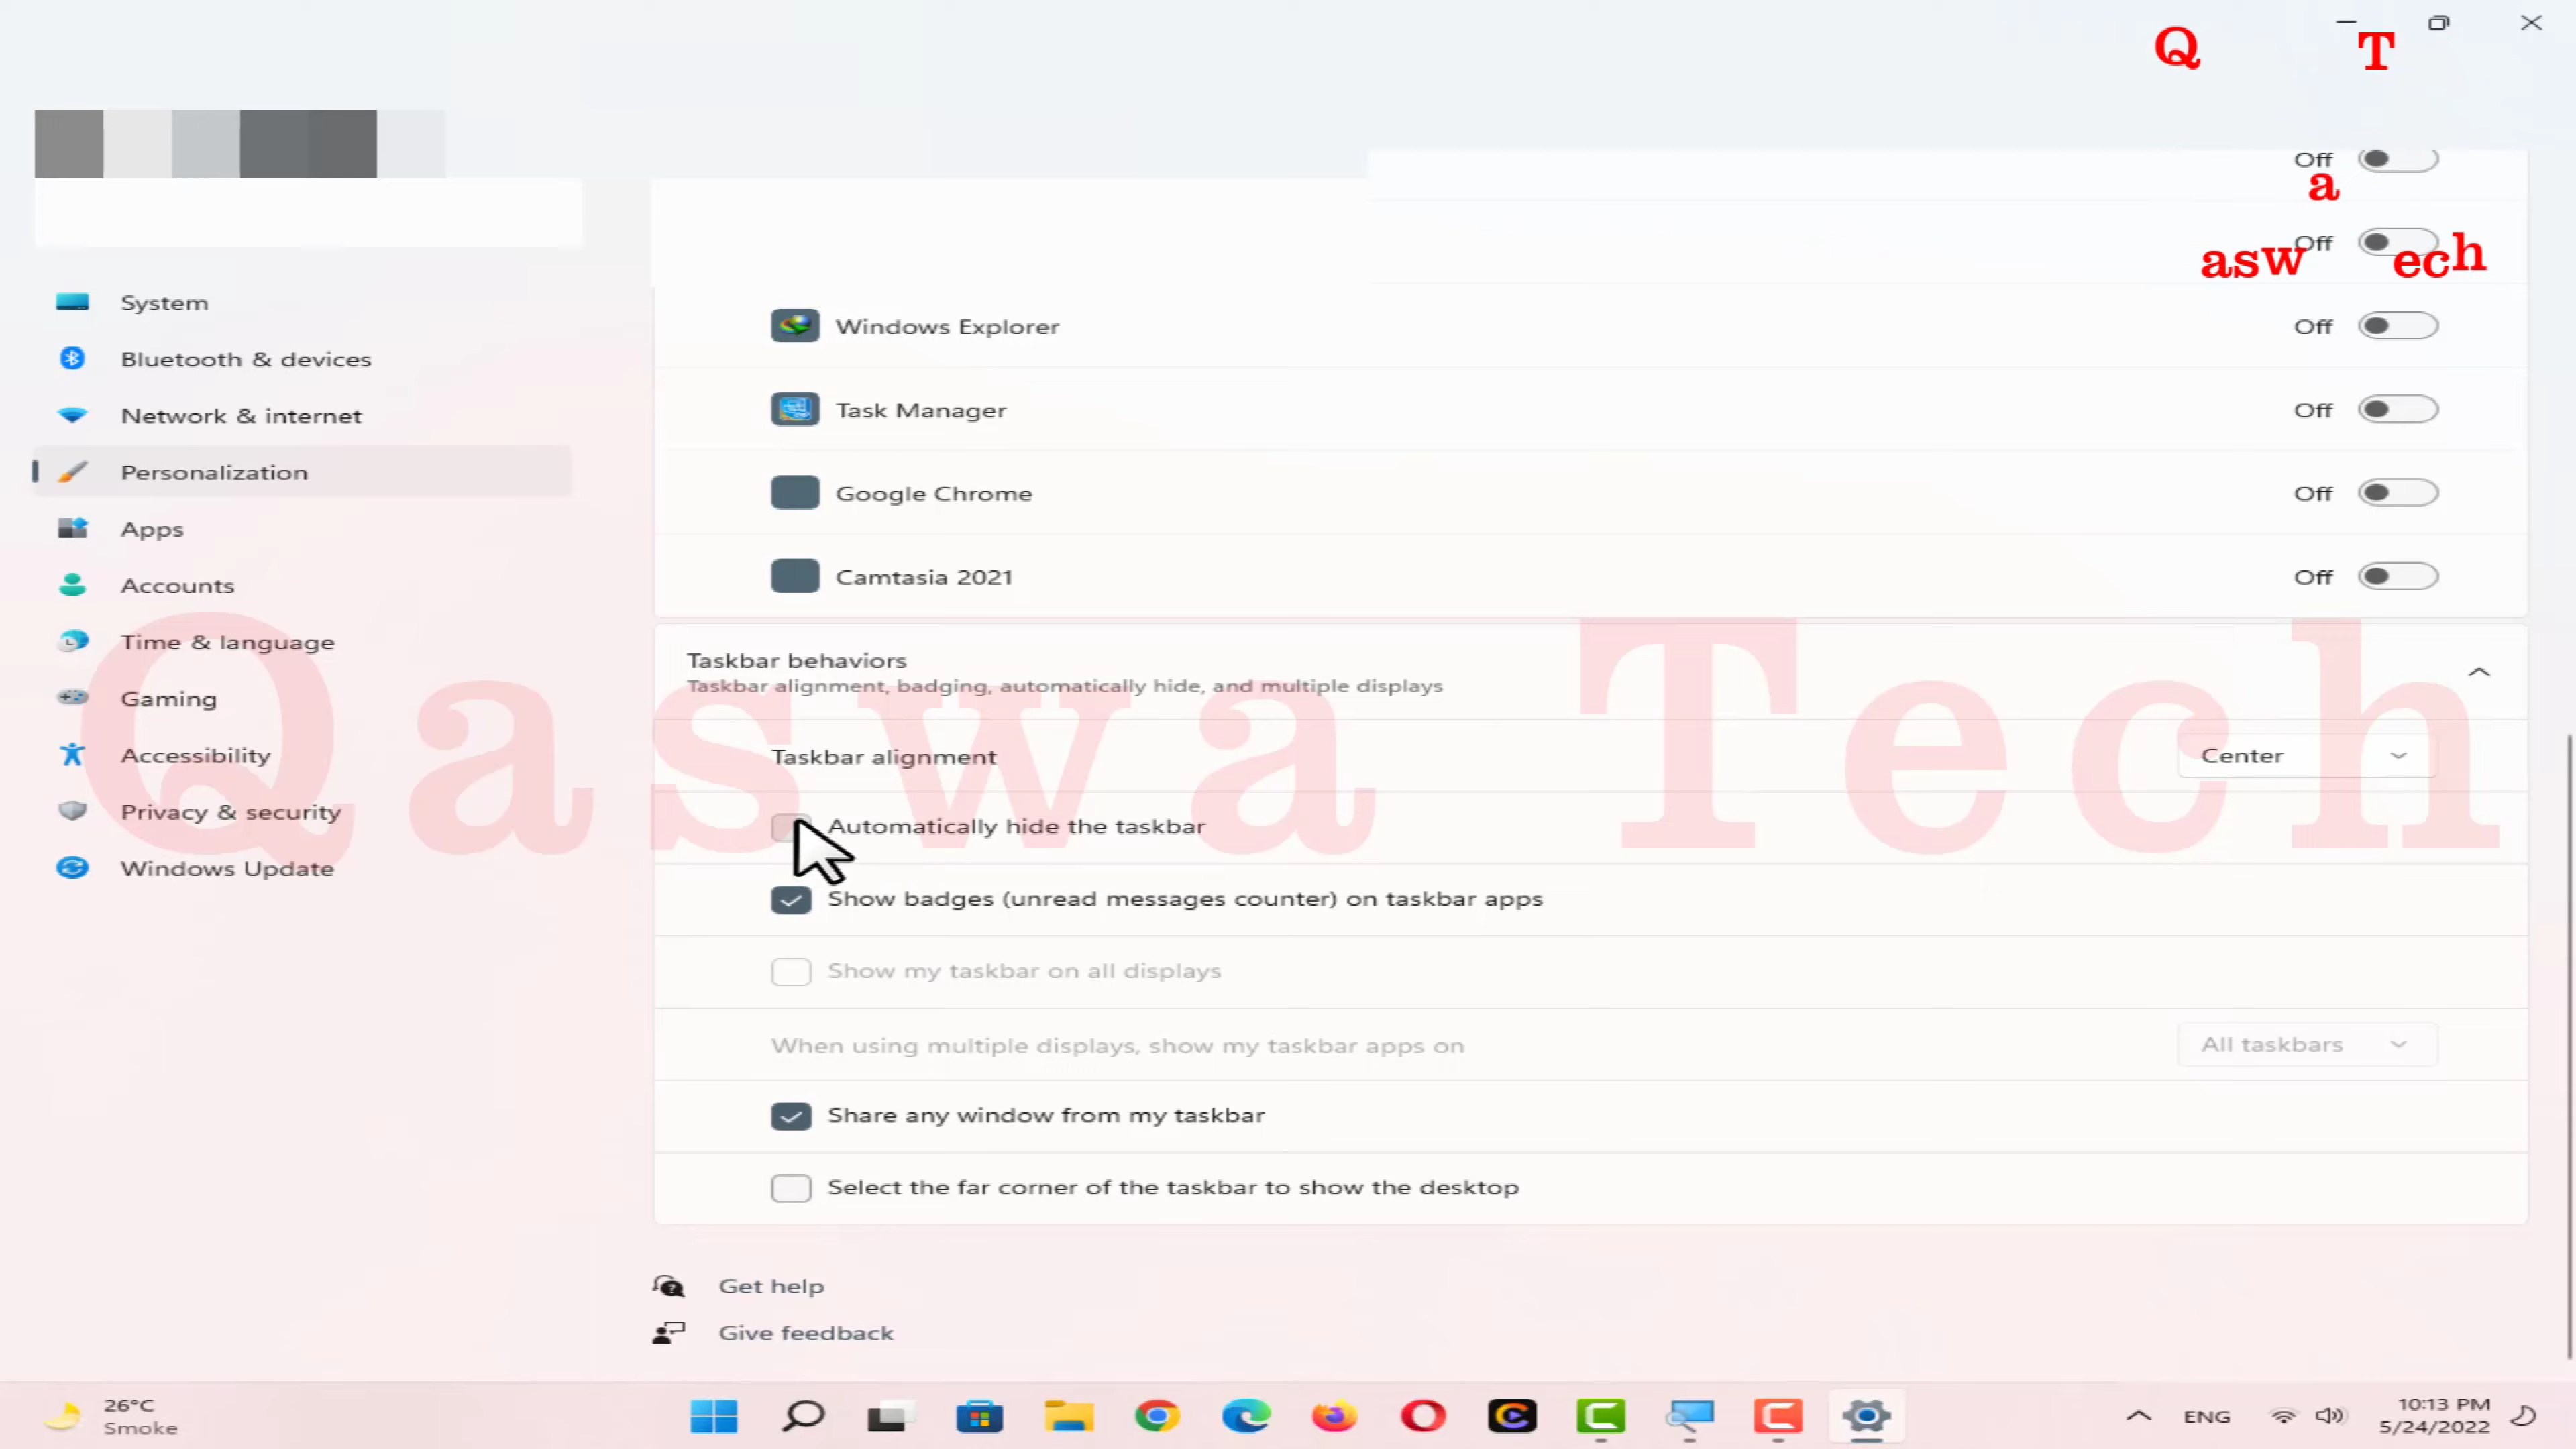 Q T
Off
a
Off
asw ech
System
Bluetooth & devices
Network & internet
Personalization
Apps
Accounts
Time & language
Gaming
Accessibility
Privacy & security
Windows Update
Windows Explorer Off
Task Manager Off
Google Chrome Off
Camtasia 2021 Off
Taskbar behaviors
Taskbar alignment, badging, automatically hide, and multiple displays
Qaswa Tech
Taskbar alignment Center
Automatically hide the taskbar
Show badges (unread messages counter) on taskbar apps
Show my taskbar on all displays
When using multiple displays, show my taskbar apps on All taskbars
Share any window from my taskbar
Select the far corner of the taskbar to show the desktop
Get help
Give feedback
26°C
Smoke
ENG
10:13 PM
5/24/2022